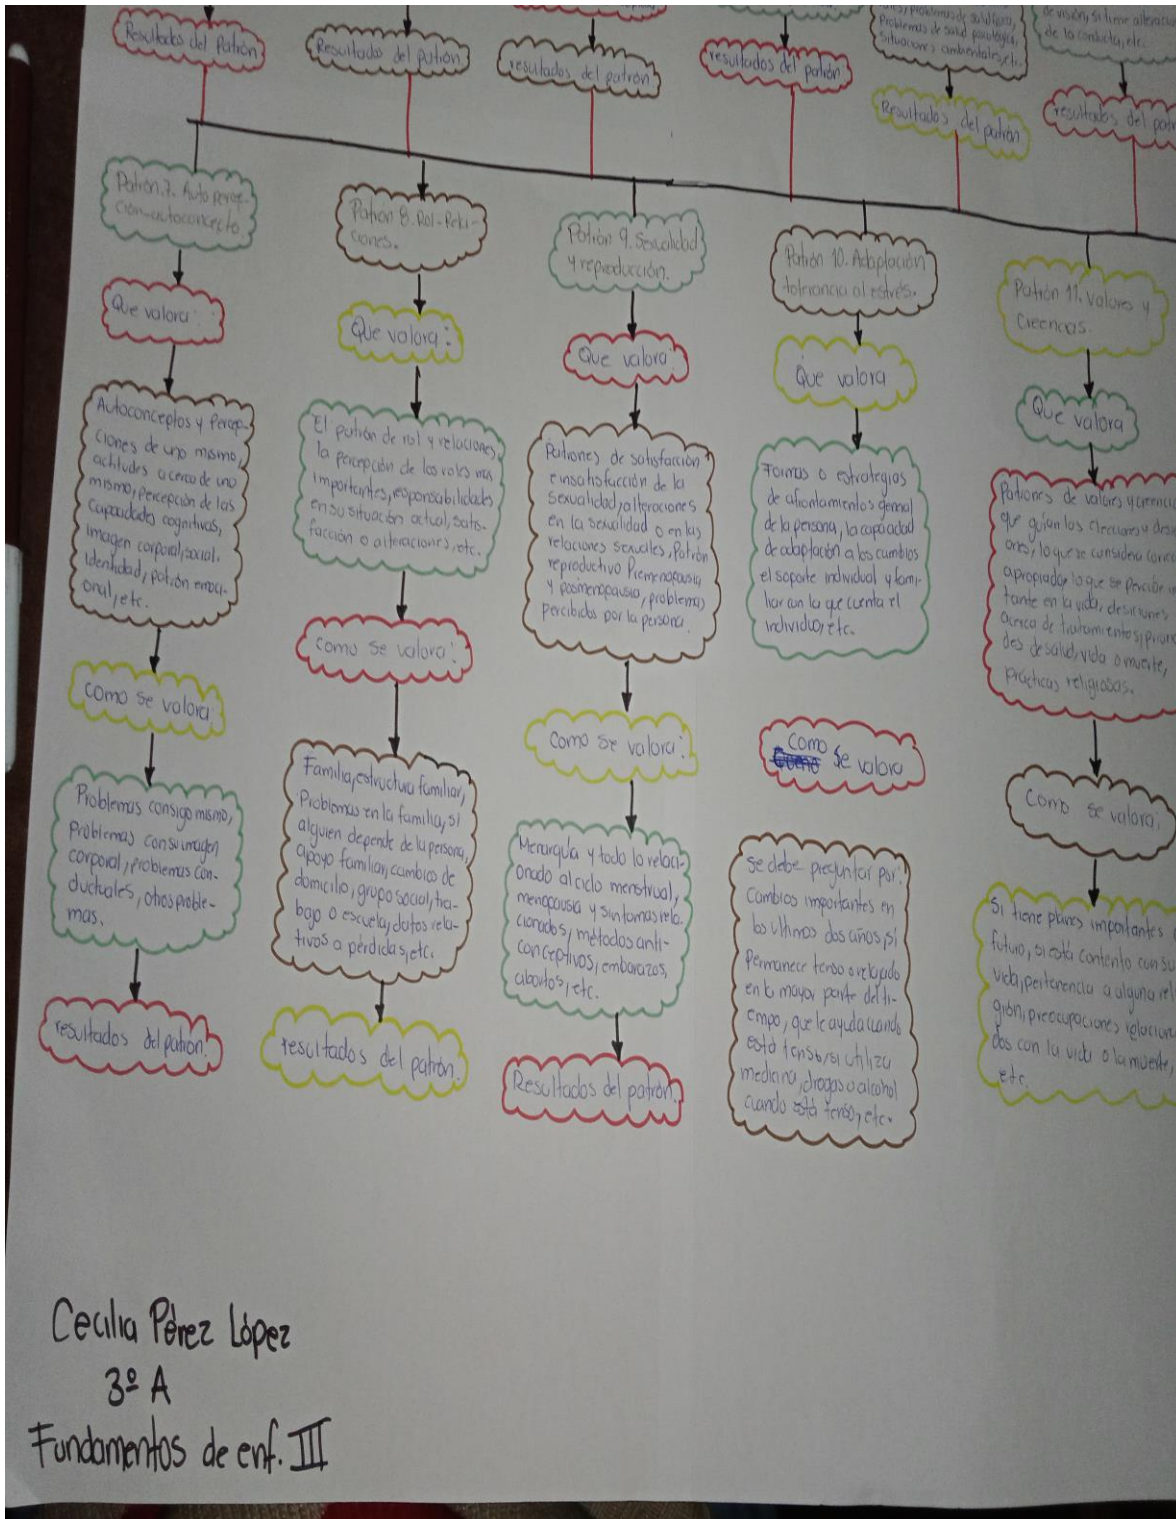 Resultados del Patrón
Resultados del patrón
resultados del patrón
resultados del patrón
Problemas de salud
Situaciones ambientales, etc.
Resultados del patrón
de visión, si tiene
de la conducta, etc.
resultados del
Patrón 7. Auto percep-
ción-autoconcepto
Que valora:
Autoconceptos y Percep-
ciones de uno mismo,
actitudes acerca de uno
mismo, percepción de las
Capacidades cognitivas,
imagen corporal, social,
identidad, patrón emoci-
onal, etc.
como se valora:
Problemas consigo mismo,
problemas con su imagen
corporal, problemas con-
ductuales, otros proble-
mas.
resultados del patrón.
Patrón 8. Rol-Rela-
ciones.
Que valora:
El patrón de rol y relaciones,
la percepción de los roles mas
importantes, responsabilidades
en su situación actual, satis-
facción o alteraciones, etc.
como se valora:
Familia, estructura familiar,
Problemas en la familia, si
alguien depende de la persona,
apoyo familiar, cambios de
domicilio, grupo social, tra-
bajo o escuela, datos rela-
tivos a pérdidas, etc.
resultados del patrón.
Patrón 9. Sexualidad
y reproducción.
Que valora:
Patrones de satisfacción
e insatisfacción de la
sexualidad, alteraciones
en la sexualidad o en las
relaciones sexuales, Patrón
reproductivo Premenopausia
y posmenopausia, problemas
percibidos por la persona.
como se valora:
Menarquía y todo lo relaci-
onado al ciclo menstrual,
menopausia y sintomas rela-
cionados, métodos anti-
conceptivos, embarazos,
abortos, etc.
Resultados del patrón.
Patrón 10. Adaptación
tolerancia al estrés.
Que valora
Formas o estrategias
de afrontamientos general
de la persona, la capacidad
de adaptación a los cambios
el soporte individual y fami-
liar con la que cuenta el
individuo, etc.
como
se valora
se debe preguntar por:
Cambios importantes en
los ultimos dos años, si
permanece tenso o relajado
en la mayor parte del ti-
empo, que le ayuda cuando
está tenso, si utiliza
medicina, drogas o alcohol
cuando está tenso, etc.
Patrón 11. Valores y
Creencias.
Que valora
Patrones de valores y
que guían las elecciones y
lo que se considera
apropiado, lo que se percibe
tante en la vida, desiciones
acerca de tratamientos,
des de salud, vida o muerte,
prácticas religiosas.
Como se valora:
Si tiene planes importantes
futuro, si está contento con su
vida, pertenencia a alguna
gión, preocupaciones
dos con la vida o la muerte,
etc.
Cecilia Pérez López
3º A
Fundamentos de enf. III